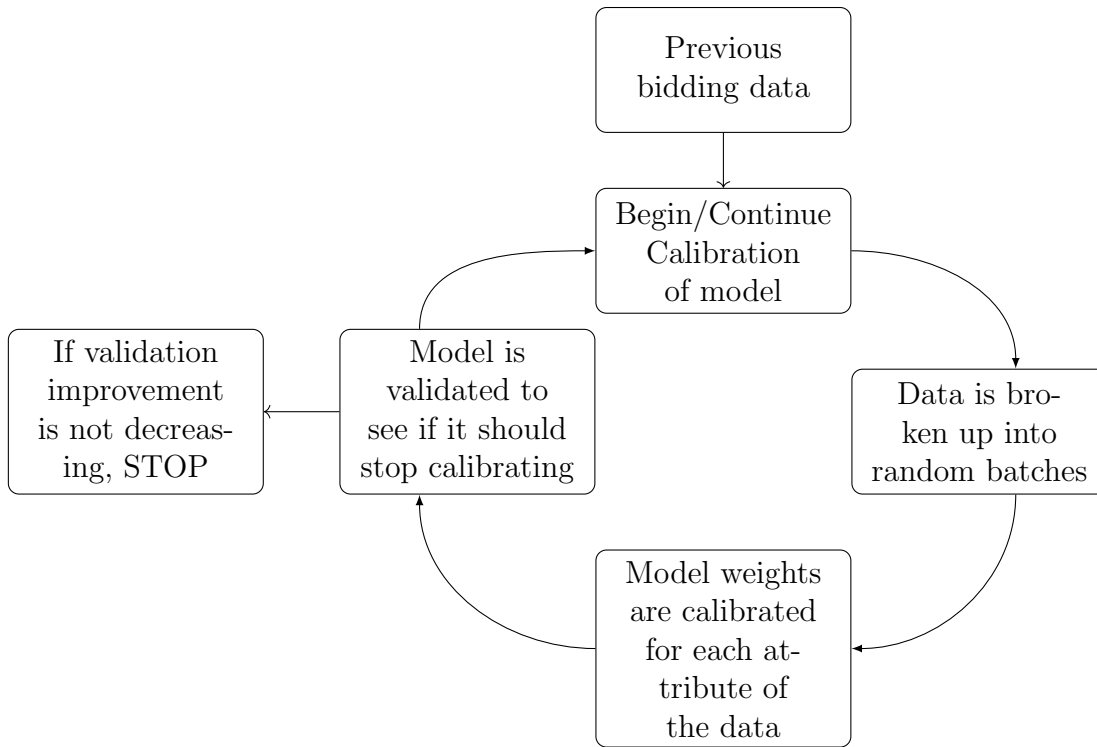 Previous
bidding data
Begin/Continue
Calibration
of model
If validation
improvement
is not decreas-
ing, STOP
Model is
validated to
see if it should
stop calibrating
Data is bro-
ken up into
random batches
Model weights
are calibrated
for each at-
tribute of
the data